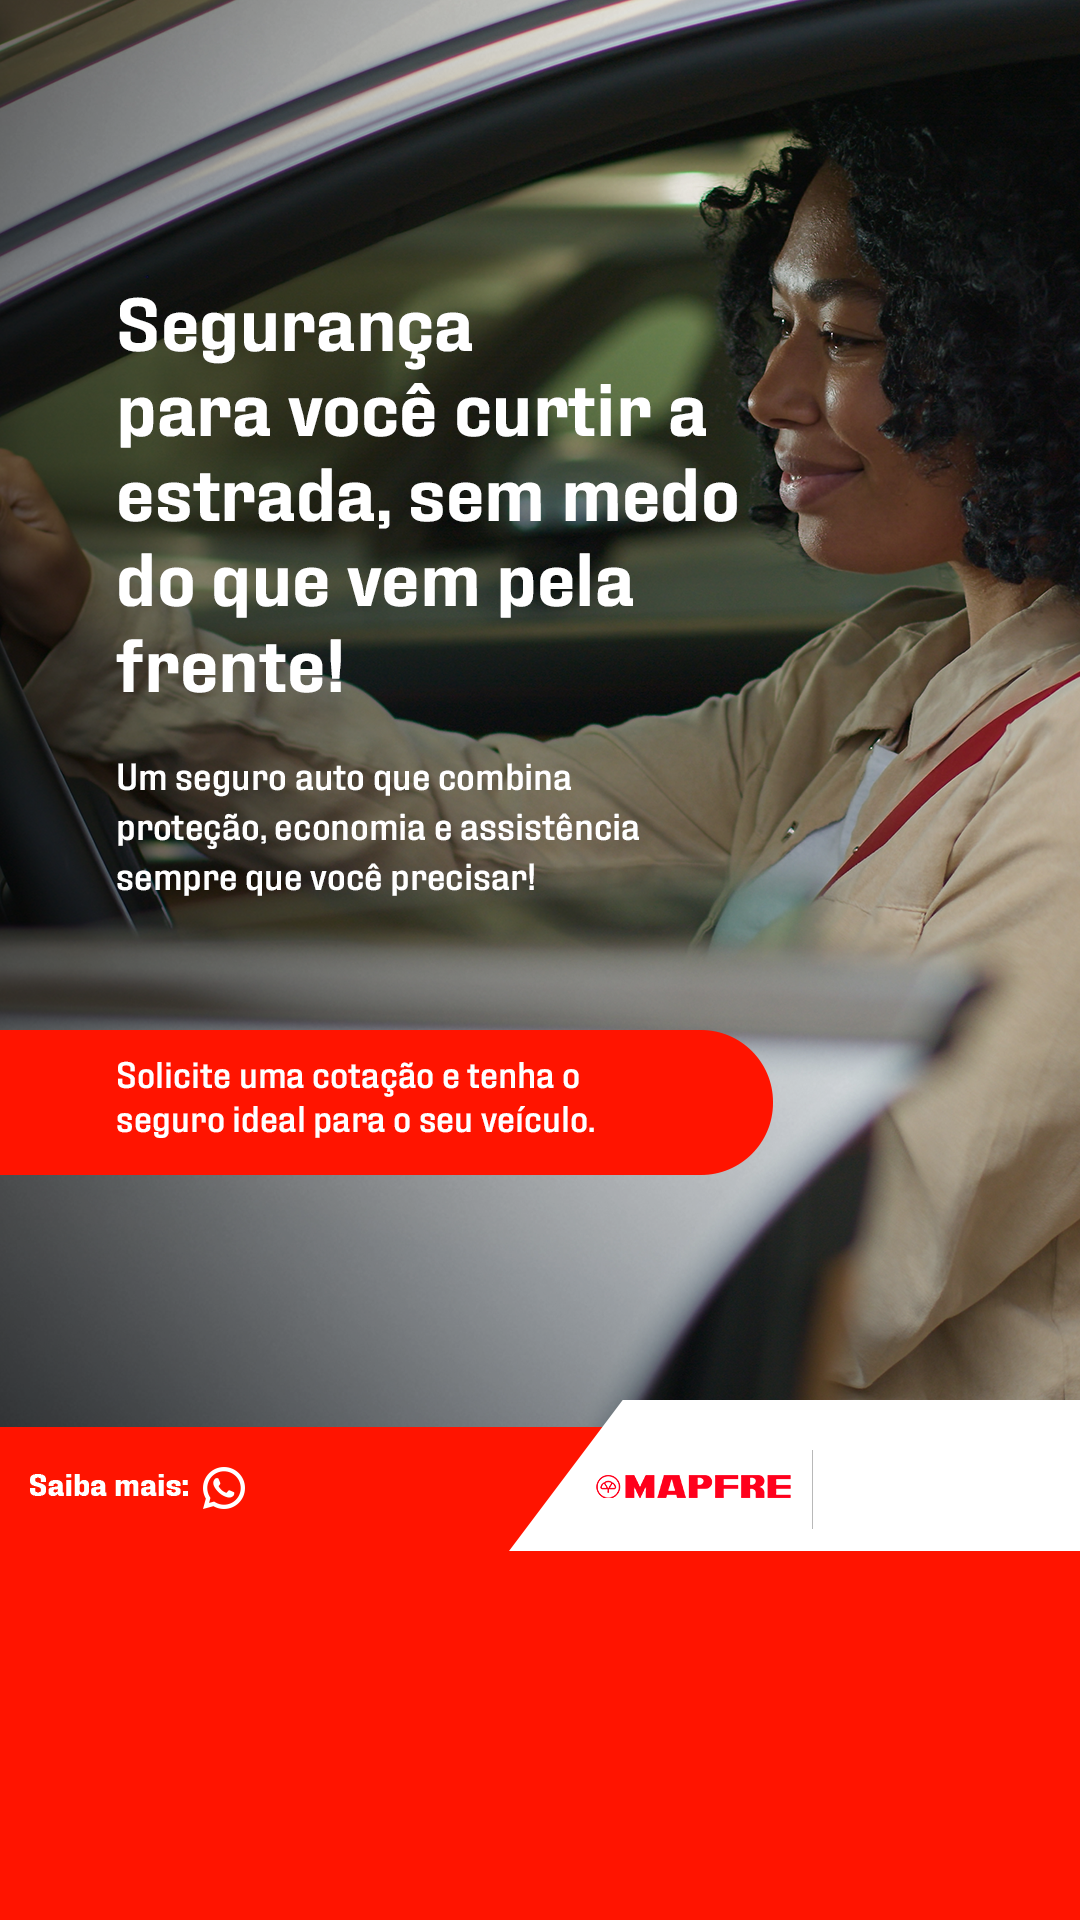 Segurança
para você curtir a
estrada, sem medo
do que vem pela
frente!
Um seguro auto que combina
proteção, economia e assistência
sempre que você precisar!
Solicite uma cotação e tenha o
seguro ideal para o seu veículo.
Saiba mais:
MAPFRE